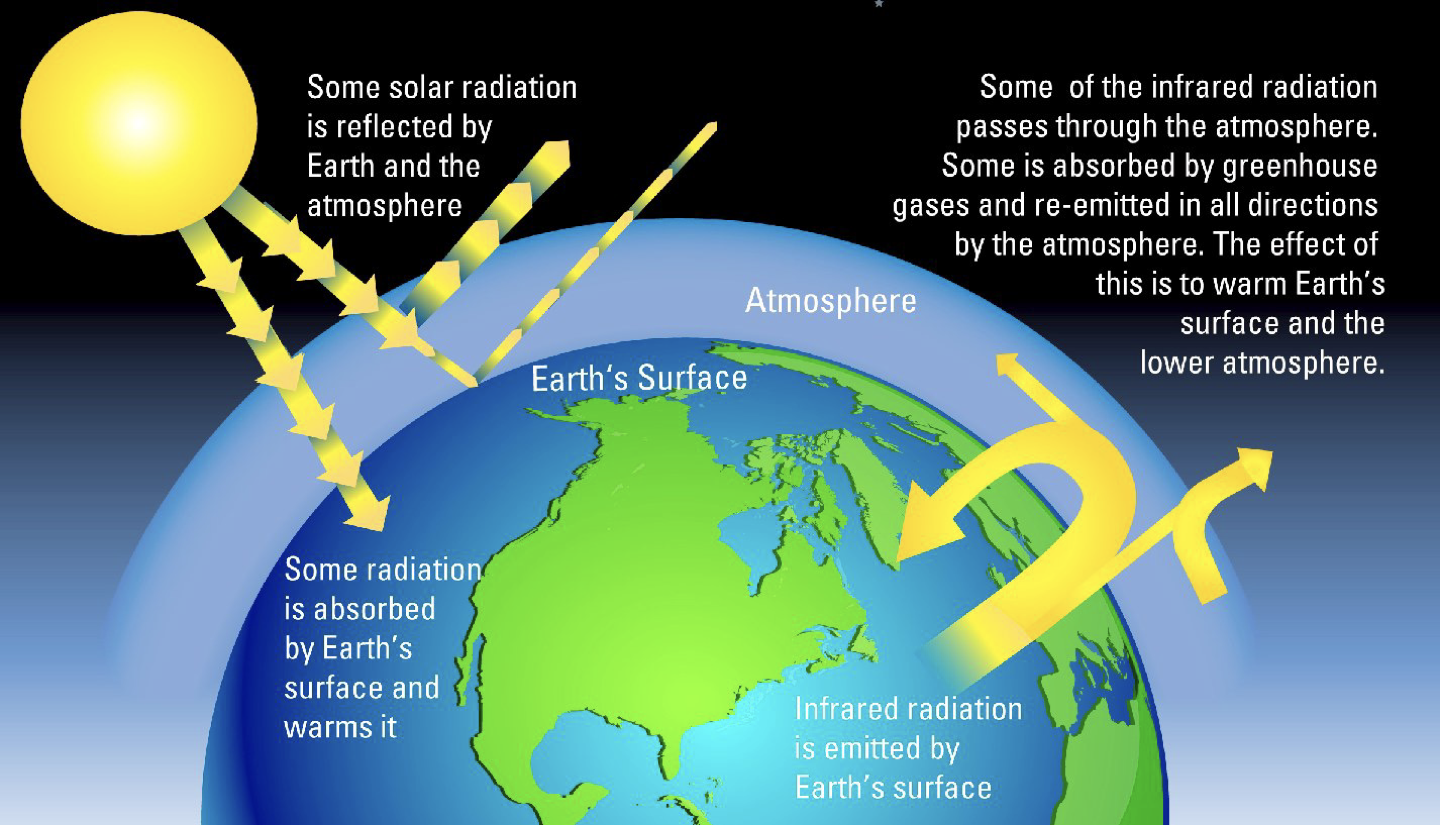 Some solar radiation
is reflected by
Earth and the
atmosphere
Some of the infrared radiation
passes through the atmosphere.
Some is absorbed by greenhouse
gases and re-emitted in all directions
by the atmosphere. The effect of
this is to warm Earth's
surface and the
lower atmosphere.
Atmosphere
Earth‘s Surface
Some radiation
is absorbed
by Earth's
surface and
warms it
Infrared radiation
is emitted by
Earth's surface